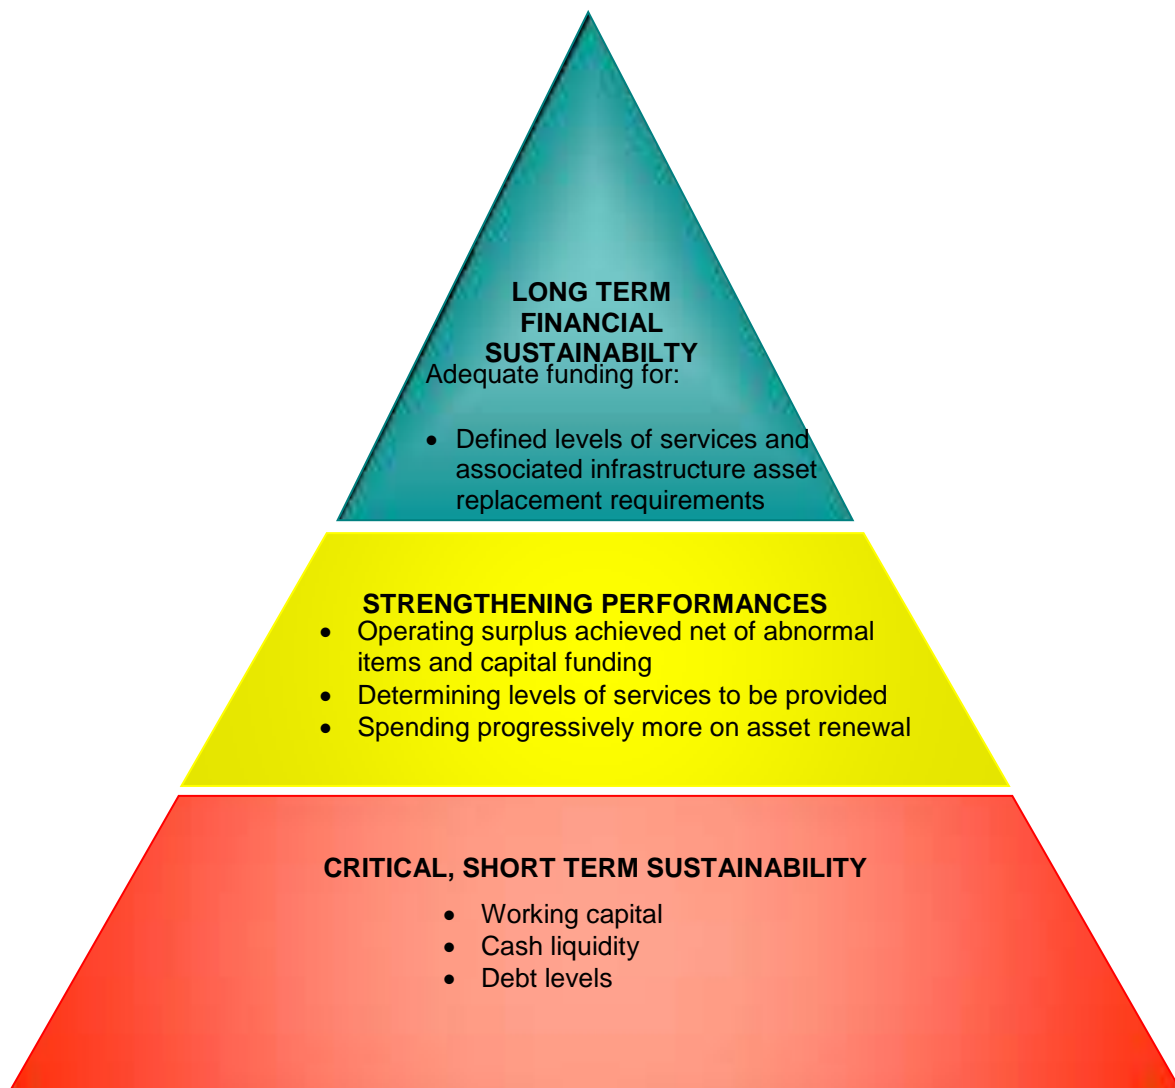 LONG TERM
FINANCIAL
SUSTAINABILTY
Adequate funding for:
• Defined levels of services and
associated infrastructure asset
replacement requirements
STRENGTHENING PERFORMANCES
• Operating surplus achieved net of abnormal
items and capital funding
• Determining levels of services to be provided
• Spending progressively more on asset renewal
CRITICAL, SHORT TERM SUSTAINABILITY
• Working capital
• Cash liquidity
• Debt levels